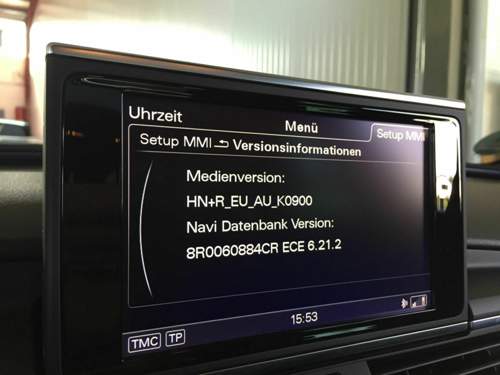 Uhrzeit
Menü
Setup MMI
Setup MMI Versionsinformationen
Medienversion:
HN+R_EU_AU_K0900
Navi Datenbank Version:
8R0060884CR ECE 6.21.2
15:53
TMC TP